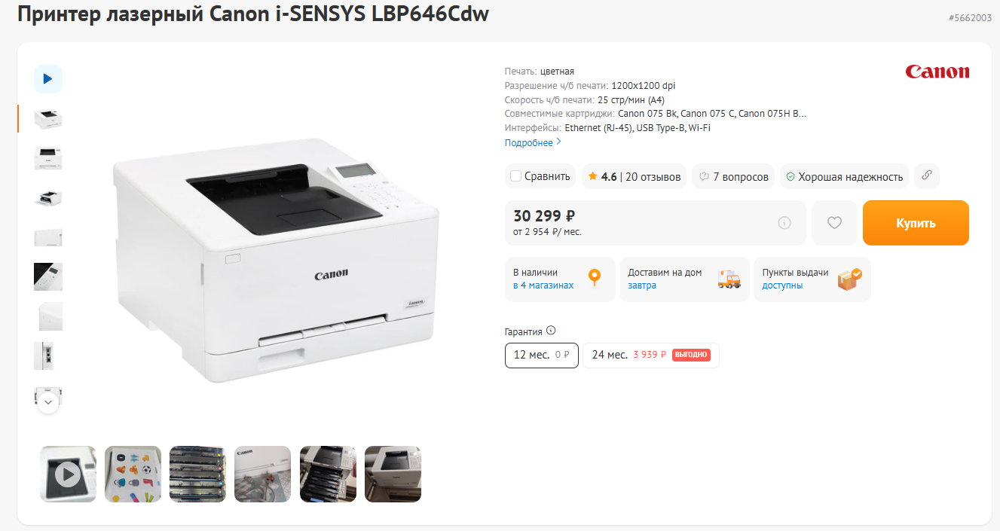 Принтер лазерный Canon i-SENSYS LBP646Cdw
#5662003
Печать: цветная
Canon
Разрешение ч/б печати: 1200x1200 dpi
Скорость ч/б печати: 25 стр/мин (A4)
Совместимые картриджи: Canon 075 Bk, Canon 075 C, Canon 075H B...
Интерфейсы: Ethernet (RJ-45), USB Type-B, Wi-Fi
Подробнее
Сравнить
4.6 | 20 отзывов
7 вопросов
Хорошая надежность
30 299 ₽
от 2 954 ₽/ мес.
Купить
В наличии
в 4 магазинах
Доставим на дом
завтра
Пункты выдачи
доступны
Canon
i-SENSYS
Гарантия
12 мес. 0 ₽
24 мес. 3 939 ₽ ВЫГОДНО
Canon